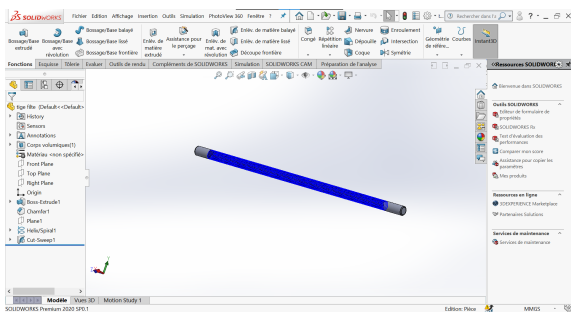 SOLIDWORKS Fichier Edition Affichage Insertion Outils Simulation PhotoView 360 Fenêtre ?
Rechercher dans l'a
Bossage/Base extrudé
Bossage/Base avec révolution
Bossage/Base balayé
Bossage/Base lissé
Bossage/Base frontière
Enlèv. de matière extrudé
Assistance pour le perçage
Enlèv. de mat. avec révolution
Enlèv. de matière balayé
Enlèv. de matière lissé
Découpe frontière
Congé
Répétition linéaire
Nervure
Dépouille
Coque
Enroulement
Intersection
Symétrie
Géométrie de référe...
Courbes
Instant3D
Fonctions Esquisse Tôlerie Evaluer Outils de rendu Compléments de SOLIDWORKS Simulation SOLIDWORKS CAM Préparation de l'analyse
tige filte (Default<<Default>
History
Sensors
Annotations
Corps volumiques(1)
Matériau <non spécifié>
Front Plane
Top Plane
Right Plane
Origin
Boss-Extrude1
Chamfer1
Plane1
Helix/Spiral1
Cut-Sweep1
Ressources SOLIDWORKS
Bienvenue dans SOLIDWORKS
Outils SOLIDWORKS
Editeur de formulaire de propriétés
SOLIDWORKS Rx
Test d'évaluation des performances
Comparer mon score
Assistance pour copier les paramètres
Mes produits
Ressources en ligne
3DEXPERIENCE Marketplace
Partenaires Solutions
Services de maintenance
Services de maintenance
Modèle Vues 3D Motion Study 1
SOLIDWORKS Premium 2020 SP0.1
Edition: Pièce
MMGS